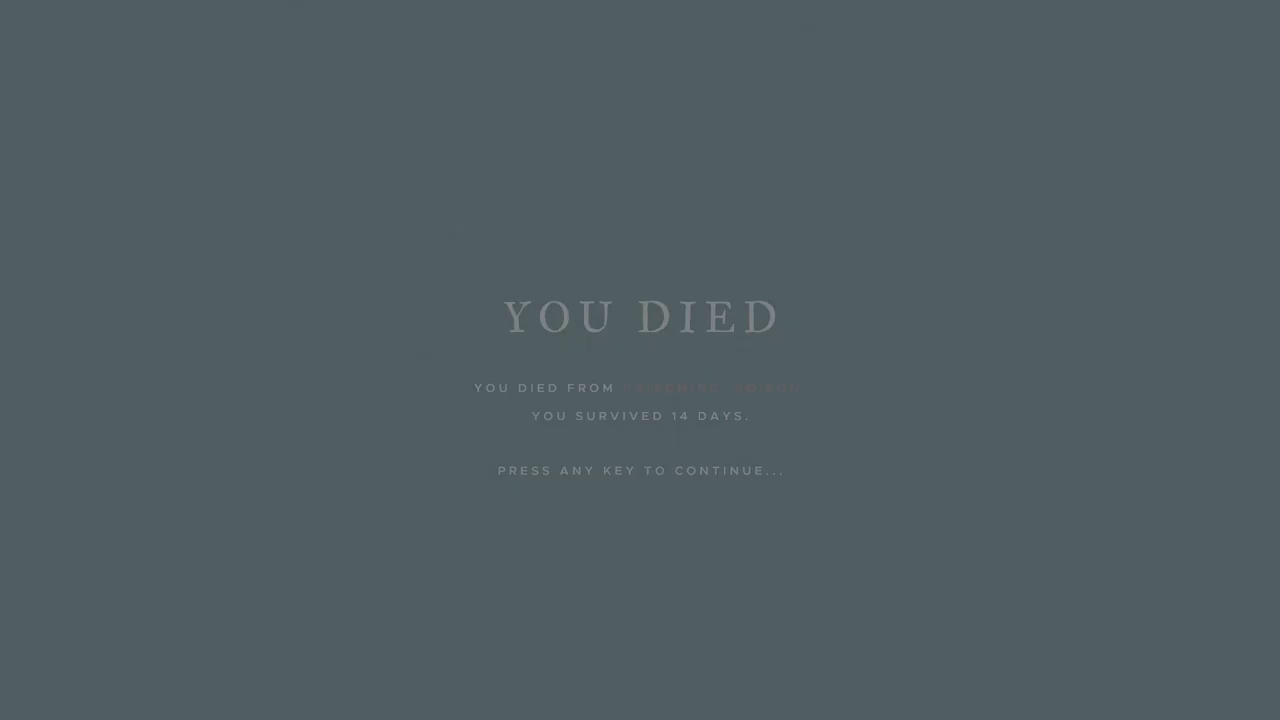 YOU DIED
YOU DIED FROM
YOU SURVIVED 14 DAYS.
PRESS ANY KEY TO CONTINUE...